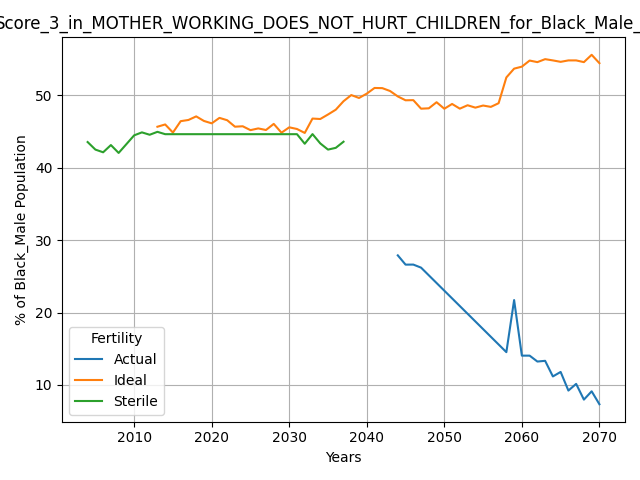 Score_3_in_MOTHER_WORKING_DOES_NOT_HURT_CHILDREN_for_Black_Male_
% of Black_Male Population
50
40
30
20
10
Fertility
Actual
Ideal
Sterile
2010 2020 2030 2040 2050 2060 2070
Years